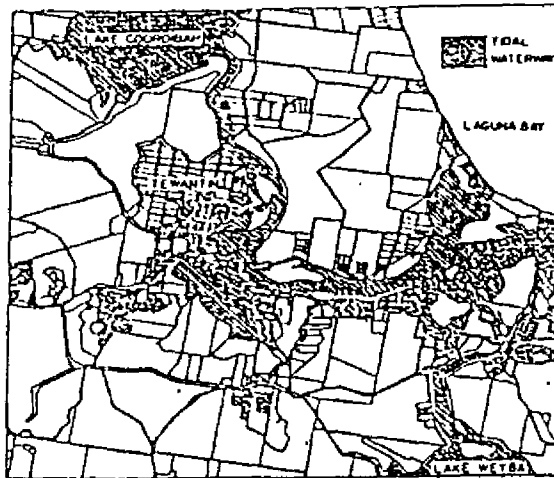 LAKE COOROIBAH
TIDAL
WATERWAY
LAGUNA BAY
TEWANTIN
LAKE WEYBA